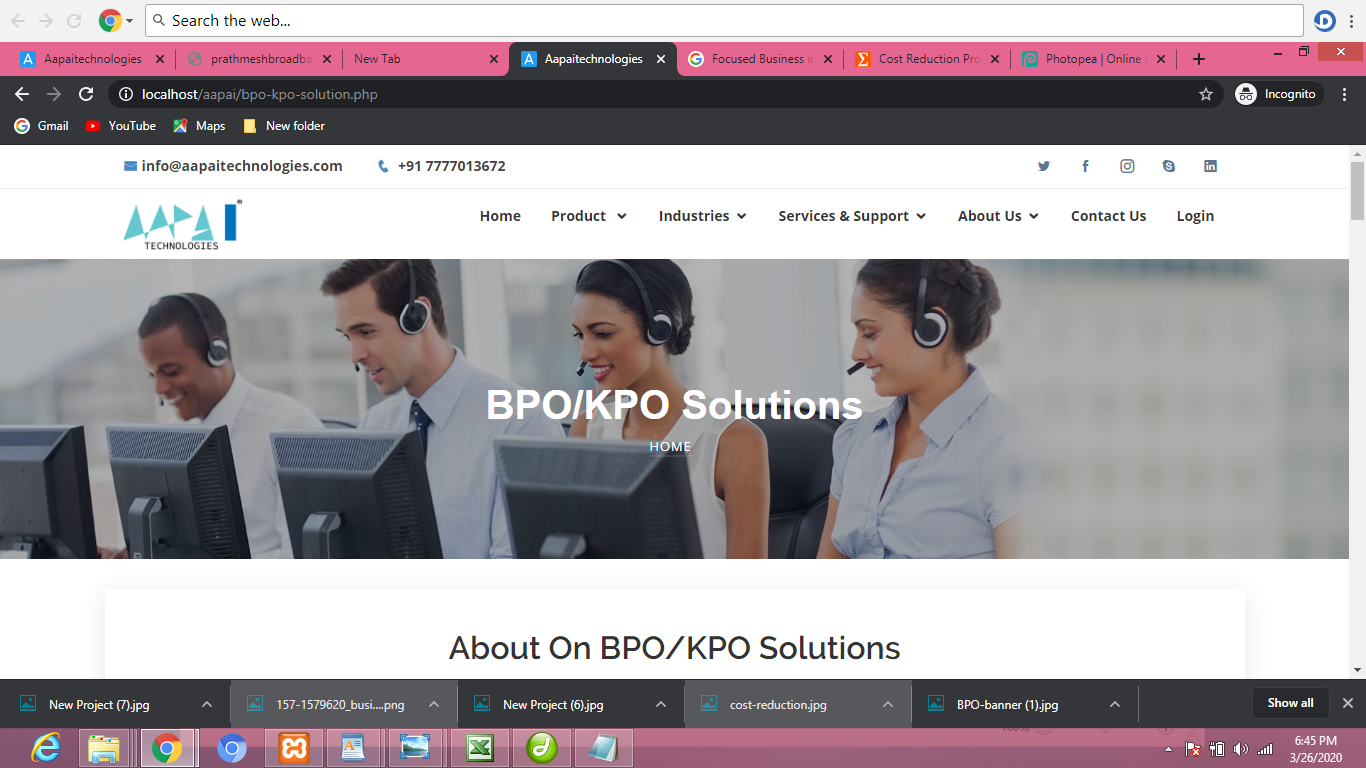 Search the web...
Aapaitechnologies
prathmeshbroadba
New Tab
Aapaitechnologies
Focused Business in
Cost Reduction Pro
Photopea | Online
localhost/aapai/bpo-kpo-solution.php
Incognito
Gmail
YouTube
Maps
New folder
info@aapaitechnologies.com
+91 7777013672
AAPAI
TECHNOLOGIES
Home
Product
Industries
Services & Support
About Us
Contact Us
Login
BPO/KPO Solutions
HOME
About On BPO/KPO Solutions
New Project (7).jpg
157-1579620_busi....png
New Project (6).jpg
cost-reduction.jpg
BPO-banner (1).jpg
Show all
100%
6:45 PM
3/26/2020